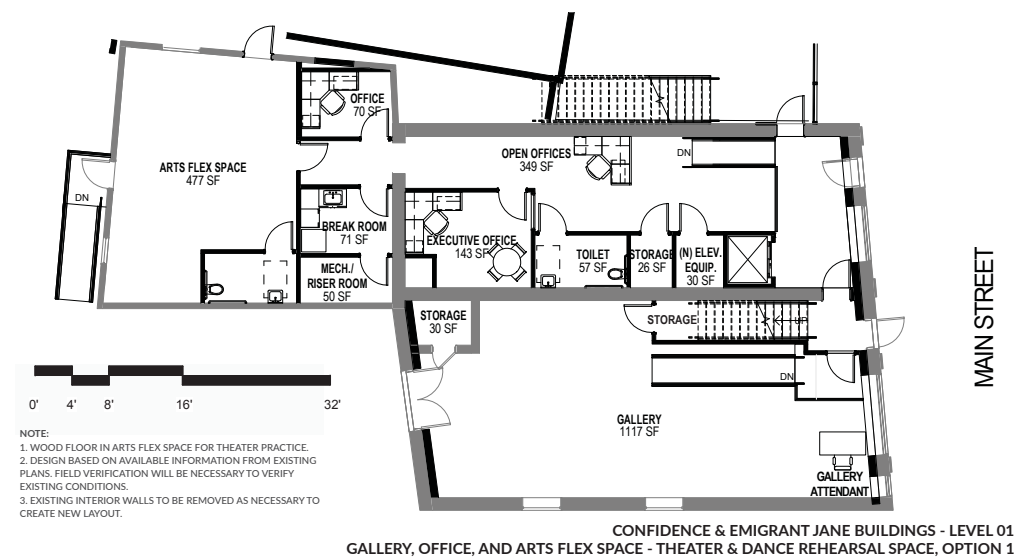 OFFICE
70 SF
OPEN OFFICES
349 SF
DN
ARTS FLEX SPACE
477 SF
DN
BREAK ROOM
71 SF
EXECUTIVE OFFICE
143 SF
TOILET
57 SF
STORAGE
26 SF
(N) ELEV.
EQUIP.
30 SF
MECH./
RISER ROOM
50 SF
STORAGE
30 SF
STORAGE
UP
MAIN STREET
DN
GALLERY
1117 SF
GALLERY
ATTENDANT
0' 4' 8' 16' 32'
NOTE:
1. WOOD FLOOR IN ARTS FLEX SPACE FOR THEATER PRACTICE.
2. DESIGN BASED ON AVAILABLE INFORMATION FROM EXISTING
PLANS. FIELD VERIFICATION WILL BE NECESSARY TO VERIFY
EXISTING CONDITIONS.
3. EXISTING INTERIOR WALLS TO BE REMOVED AS NECESSARY TO
CREATE NEW LAYOUT.
CONFIDENCE & EMIGRANT JANE BUILDINGS - LEVEL 01
GALLERY, OFFICE, AND ARTS FLEX SPACE - THEATER & DANCE REHEARSAL SPACE, OPTION 1